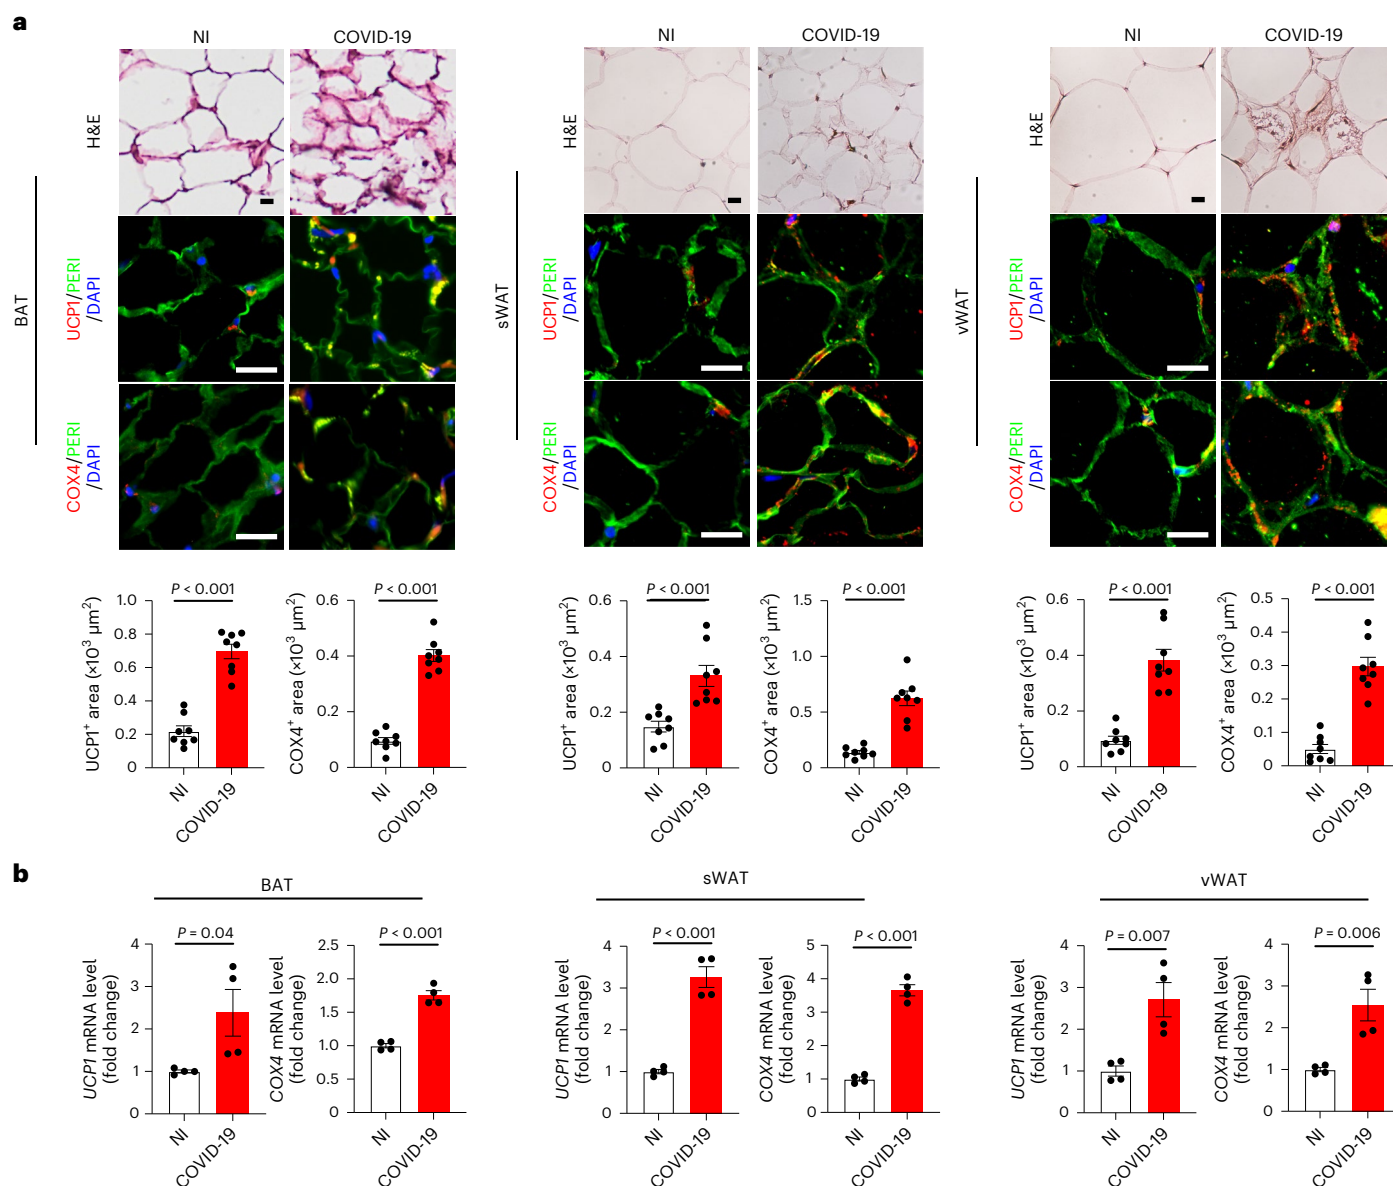 a
NI COVID-19 NI COVID-19 NI COVID-19
H&E H&E H&E
BAT sWAT vWAT
UCP1/PERI
/DAPI
UCP1/PERI
/DAPI
UCP1/PERI
/DAPI
COX4/PERI
/DAPI
COX4/PERI
/DAPI
COX4/PERI
/DAPI
P < 0.001 P < 0.001 P < 0.001 P < 0.001 P < 0.001 P < 0.001
UCP1⁺ area (×10³ µm²)
1.0
0.8
0.6
0.4
0.2
0
NI
COVID-19
COX4⁺ area (×10³ µm²)
0.6
0.4
0.2
0
NI
COVID-19
UCP1⁺ area (×10³ µm²)
0.6
0.4
0.2
0
NI
COVID-19
COX4⁺ area (×10³ µm²)
1.5
1.0
0.5
0
NI
COVID-19
UCP1⁺ area (×10³ µm²)
0.6
0.4
0.2
0
NI
COVID-19
COX4⁺ area (×10³ µm²)
0.5
0.4
0.3
0.2
0.1
0
NI
COVID-19
b
BAT sWAT vWAT
P = 0.04 P < 0.001 P < 0.001 P < 0.001 P = 0.007 P = 0.006
UCP1 mRNA level
(fold change)
4
3
2
1
0
NI
COVID-19
COX4 mRNA level
(fold change)
2.5
2.0
1.5
1.0
0.5
0
NI
COVID-19
UCP1 mRNA level
(fold change)
4
3
2
1
0
NI
COVID-19
COX4 mRNA level
(fold change)
5
4
3
2
1
0
NI
COVID-19
UCP1 mRNA level
(fold change)
4
3
2
1
0
NI
COVID-19
COX4 mRNA level
(fold change)
4
3
2
1
0
NI
COVID-19